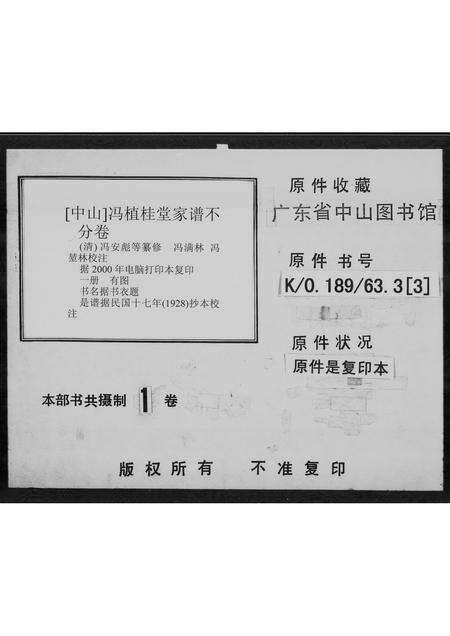 [中山]冯植桂堂家谱不
分卷
(清) 冯安彪等纂修 冯满林 冯
堃林校注
据 2000 年电脑打印本复印
一册 有图
书名据书衣题
是谱据民国十七年(1928)抄本校
注
本部书共摄制 1 卷
原件收藏
广东省中山图书馆
原件 书号
K/0.189/63.3[3]
原件状况
原件是复印本
版权所有 不准复印